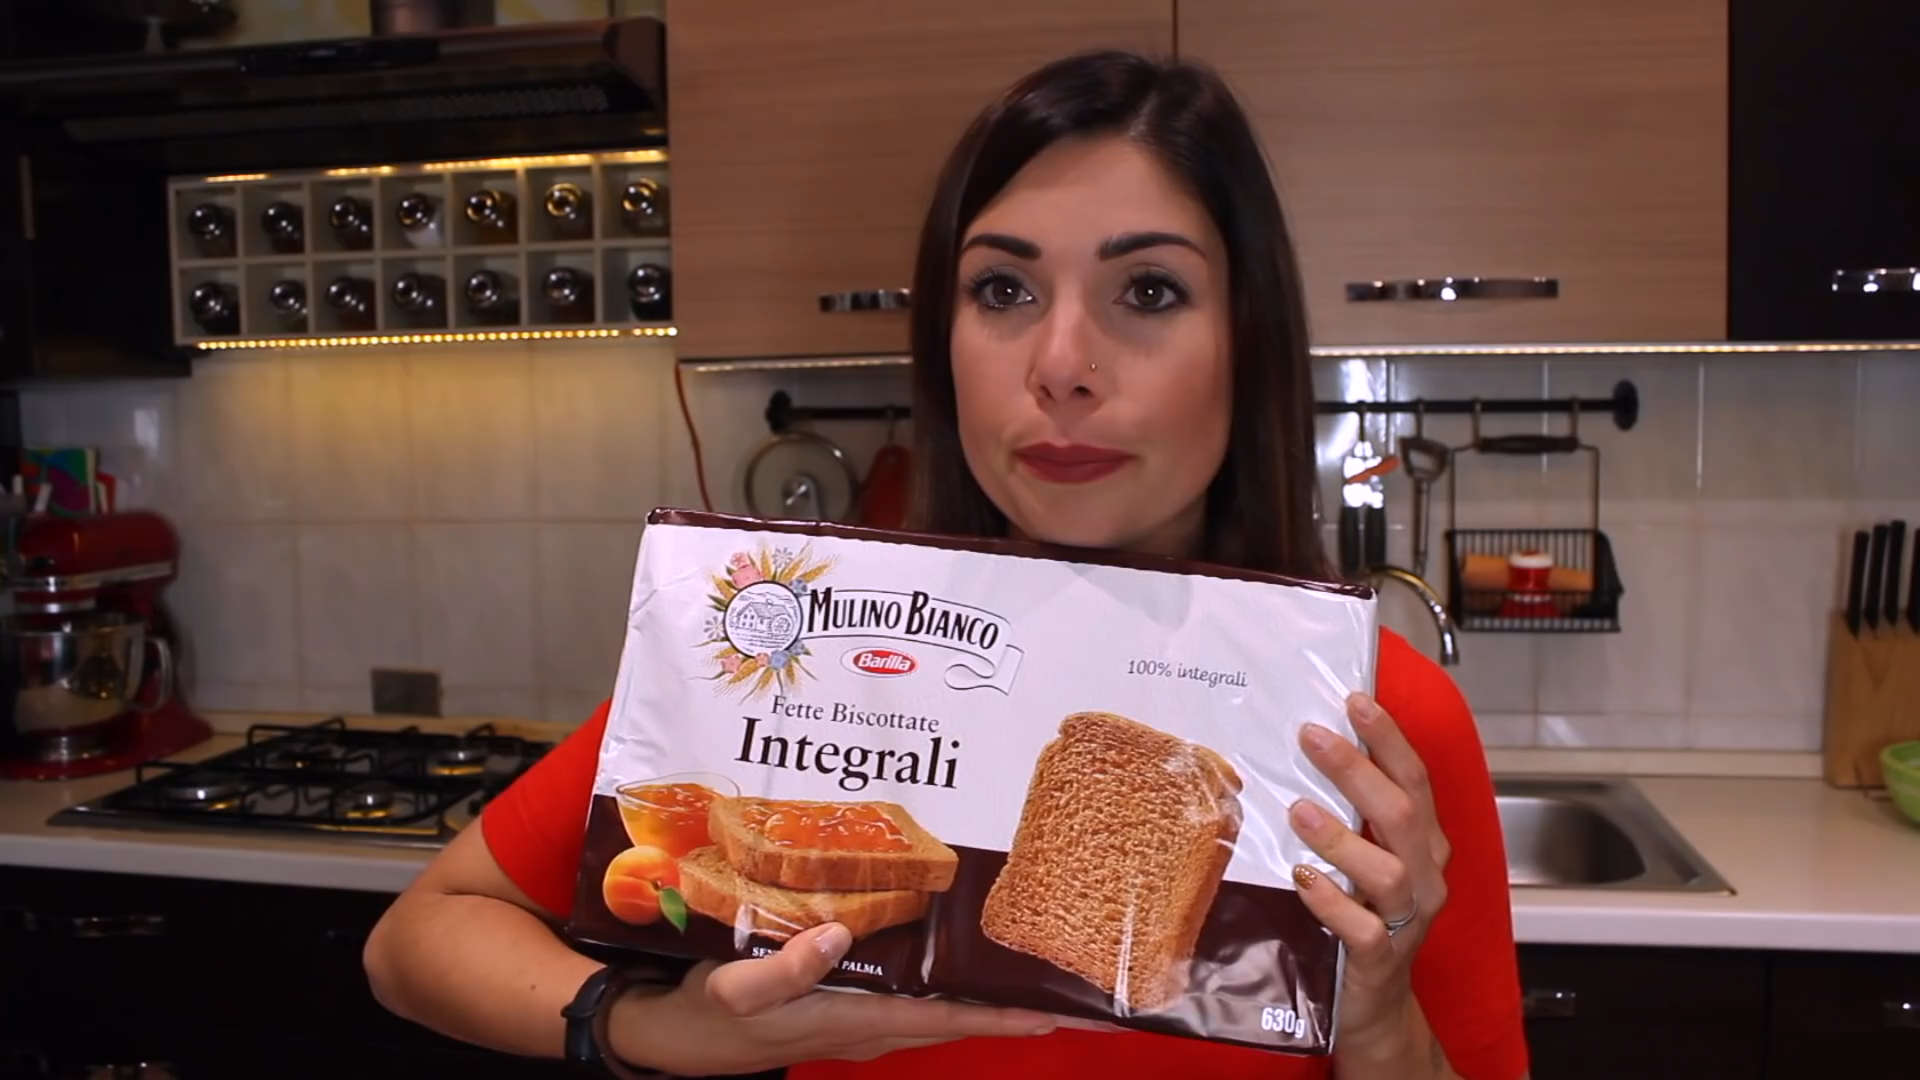 MULINO BIANCO
Barilla
100% integrali
Fette Biscottate
Integrali
PALMA
630g